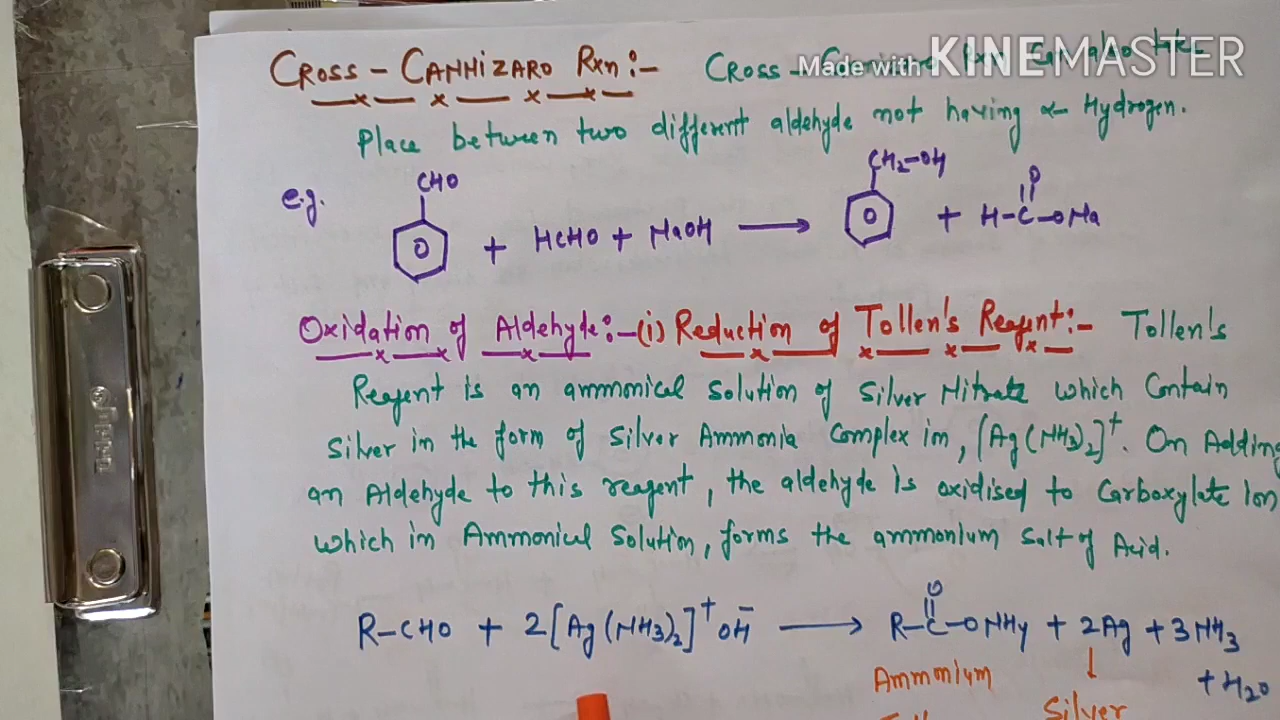 CROSS - CANNIZARO Rxn :-
CROSS -
Made with KINEMASTER
Place between two different aldehyde not having α- Hydrogen.
e.g.
CHO
+ HCHO + NaOH ⟶
CH2-OH
+ H-C-ONa
O
Oxidation of Aldehyde:-(i) Reduction of Tollen's Reagent:- Tollen's
Reagent is an ammonical solution of Silver Nitrate which Contain
Silver in the form of Silver Ammonia Complex ion, [Ag(NH3)2]+. On Adding
an Aldehyde to this reagent, the aldehyde is oxidised to Carboxylate ion
which in Ammonical Solution, forms the ammonium Salt of Acid.
R-CHO + 2[Ag(NH3)2]+ OH- ⟶ R-C-ONH4 + 2Ag + 3NH3
O
+ H2O
Ammonium
Silver